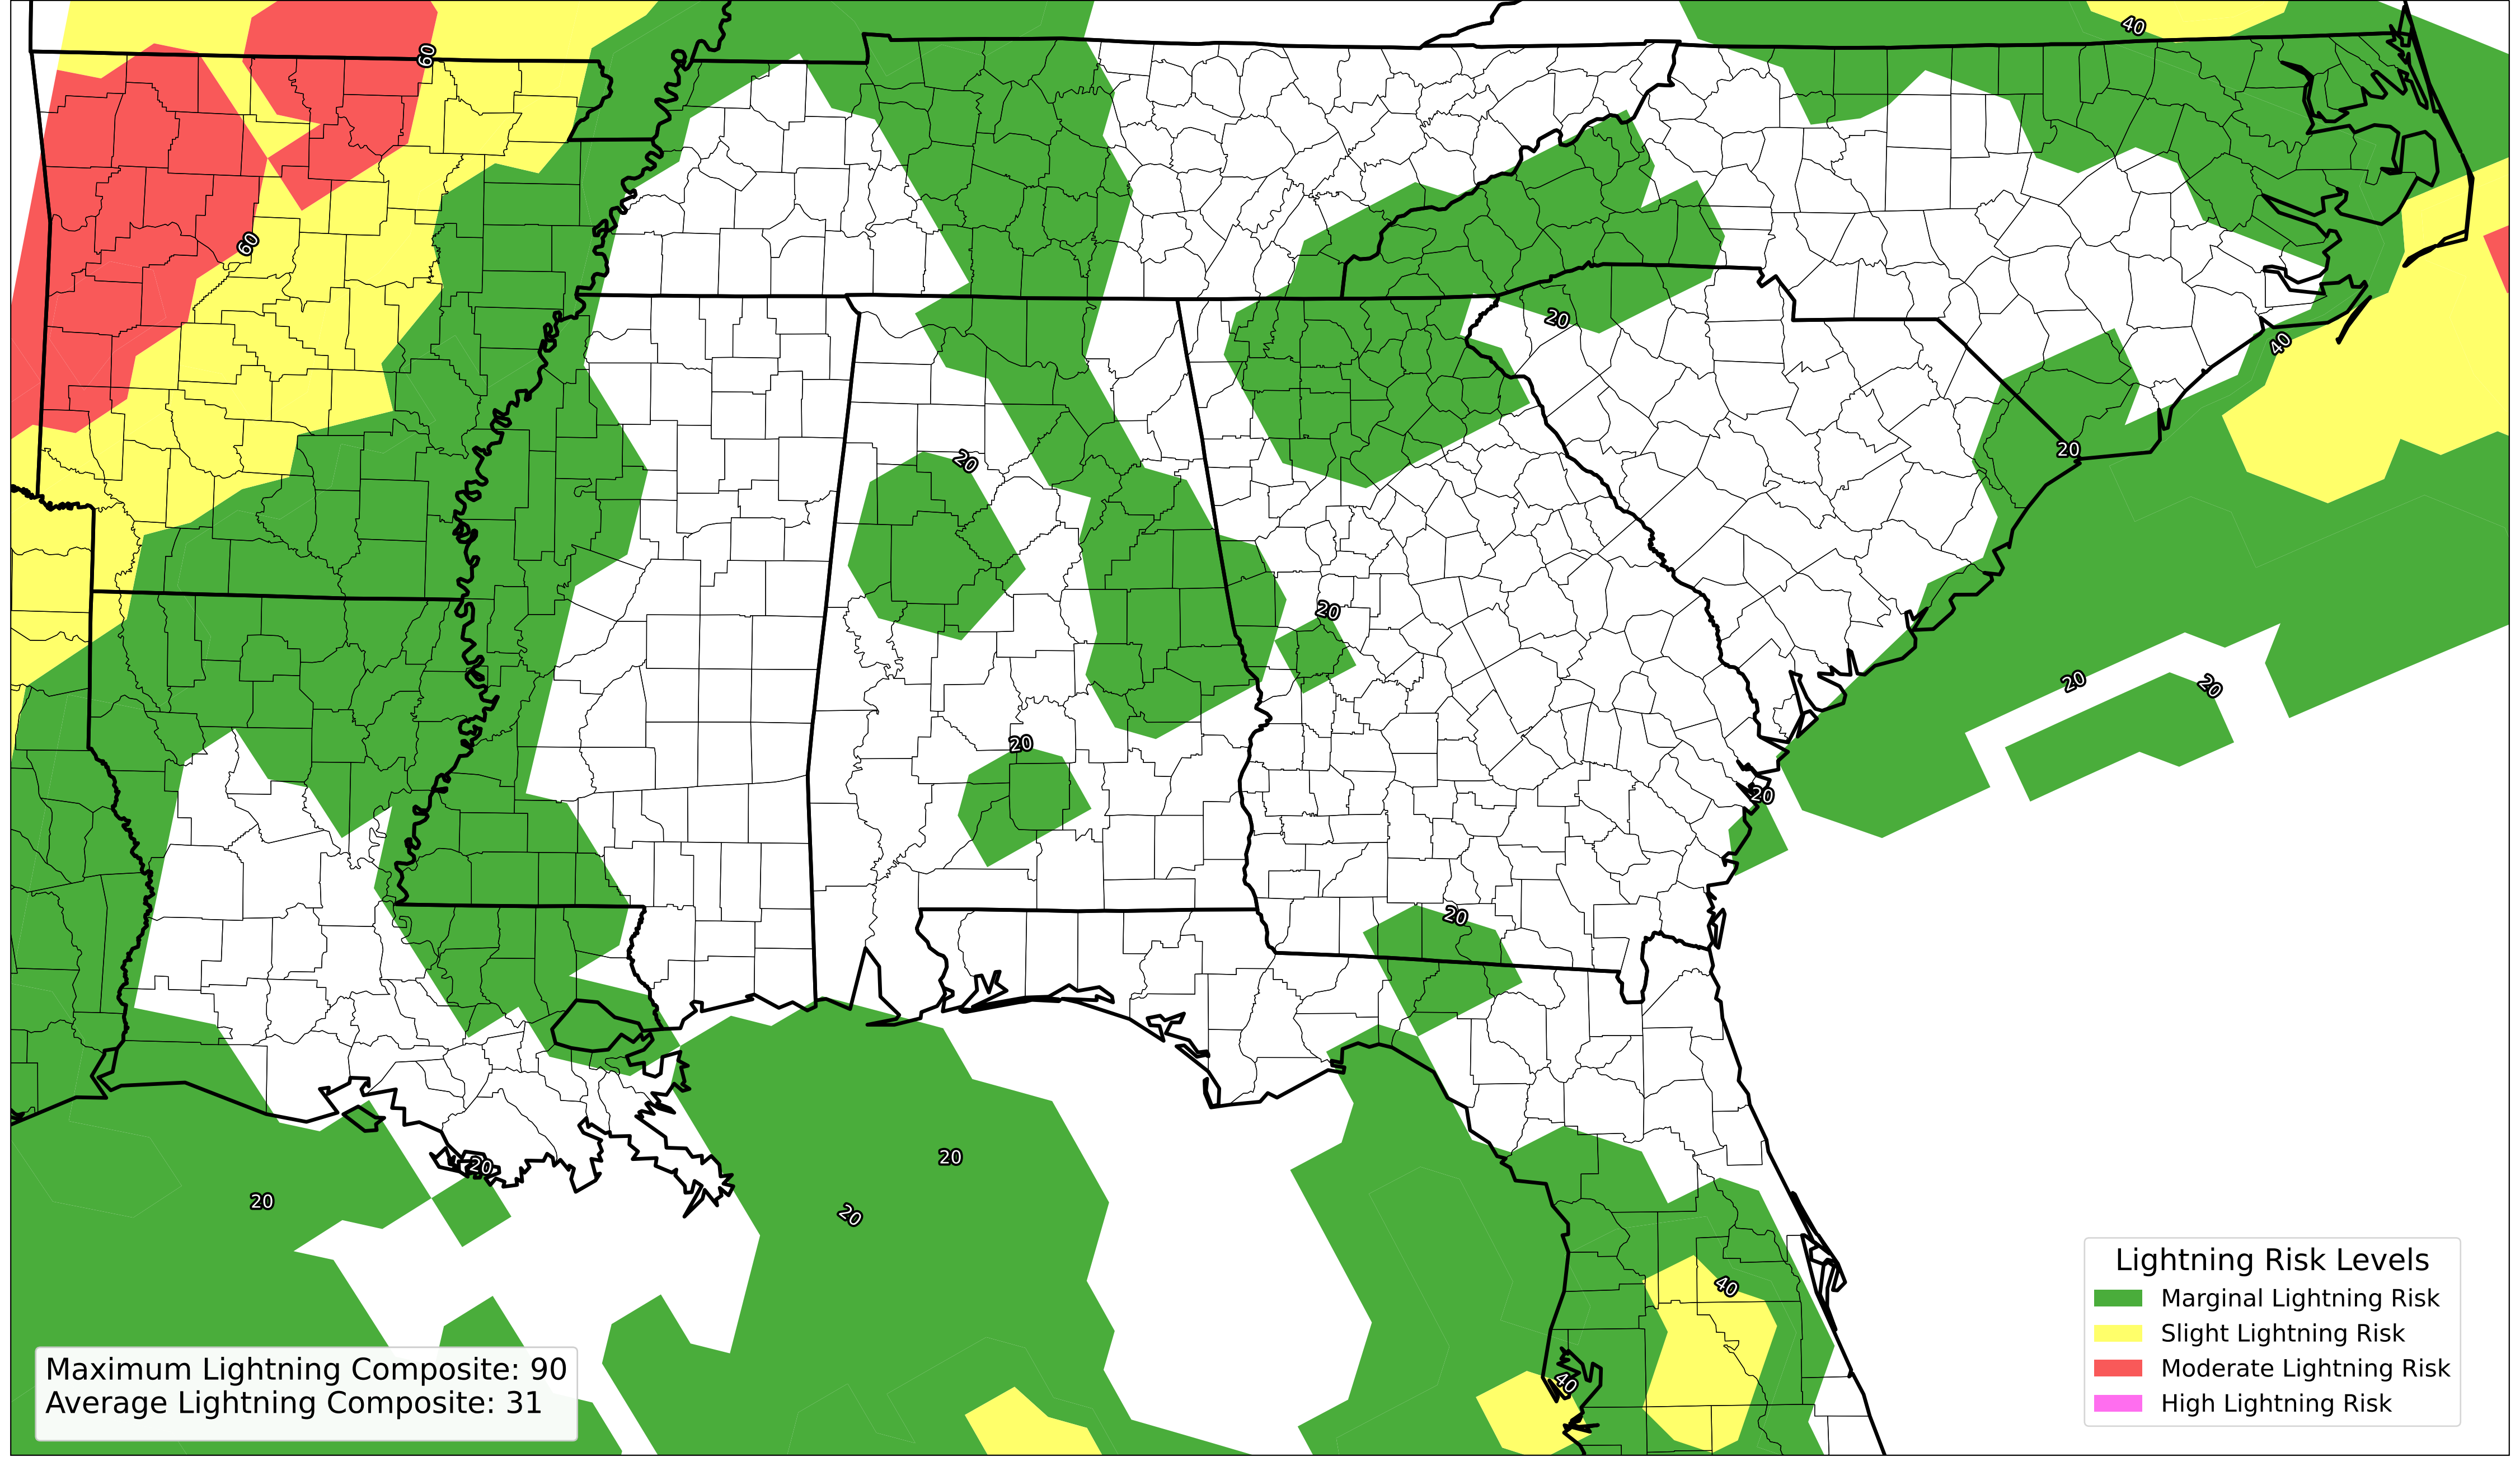 40
60
60
20
40
20
20
20
20
20
20
20
20
20
20
20
20
20
40
40
Lightning Risk Levels
Marginal Lightning Risk
Slight Lightning Risk
Moderate Lightning Risk
High Lightning Risk
Maximum Lightning Composite: 90
Average Lightning Composite: 31